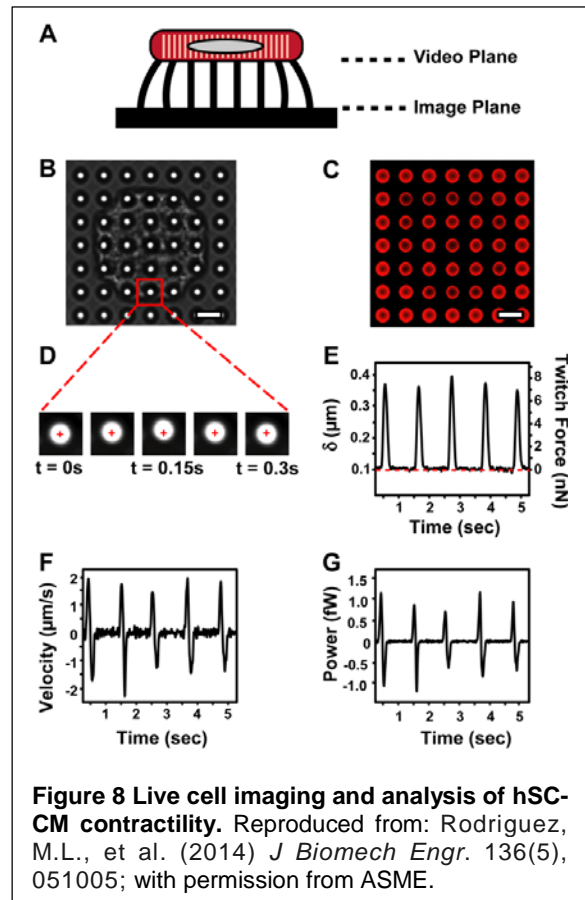 A
Video Plane
Image Plane
B
C
D
t = 0s
t = 0.15s
t = 0.3s
E
0.4
0.3
0.2
0.1
δ (µm)
8
6
4
2
0
Twitch Force (nN)
1 2 3 4 5
Time (sec)
F
2
1
0
-1
-2
Velocity (µm/s)
1 2 3 4 5
Time (sec)
G
1.5
1.0
0.5
0
-0.5
-1.0
Power (fW)
1 2 3 4 5
Time (sec)
Figure 8 Live cell imaging and analysis of hSC-
CM contractility. Reproduced from: Rodriguez,
M.L., et al. (2014) J Biomech Engr. 136(5),
051005; with permission from ASME.